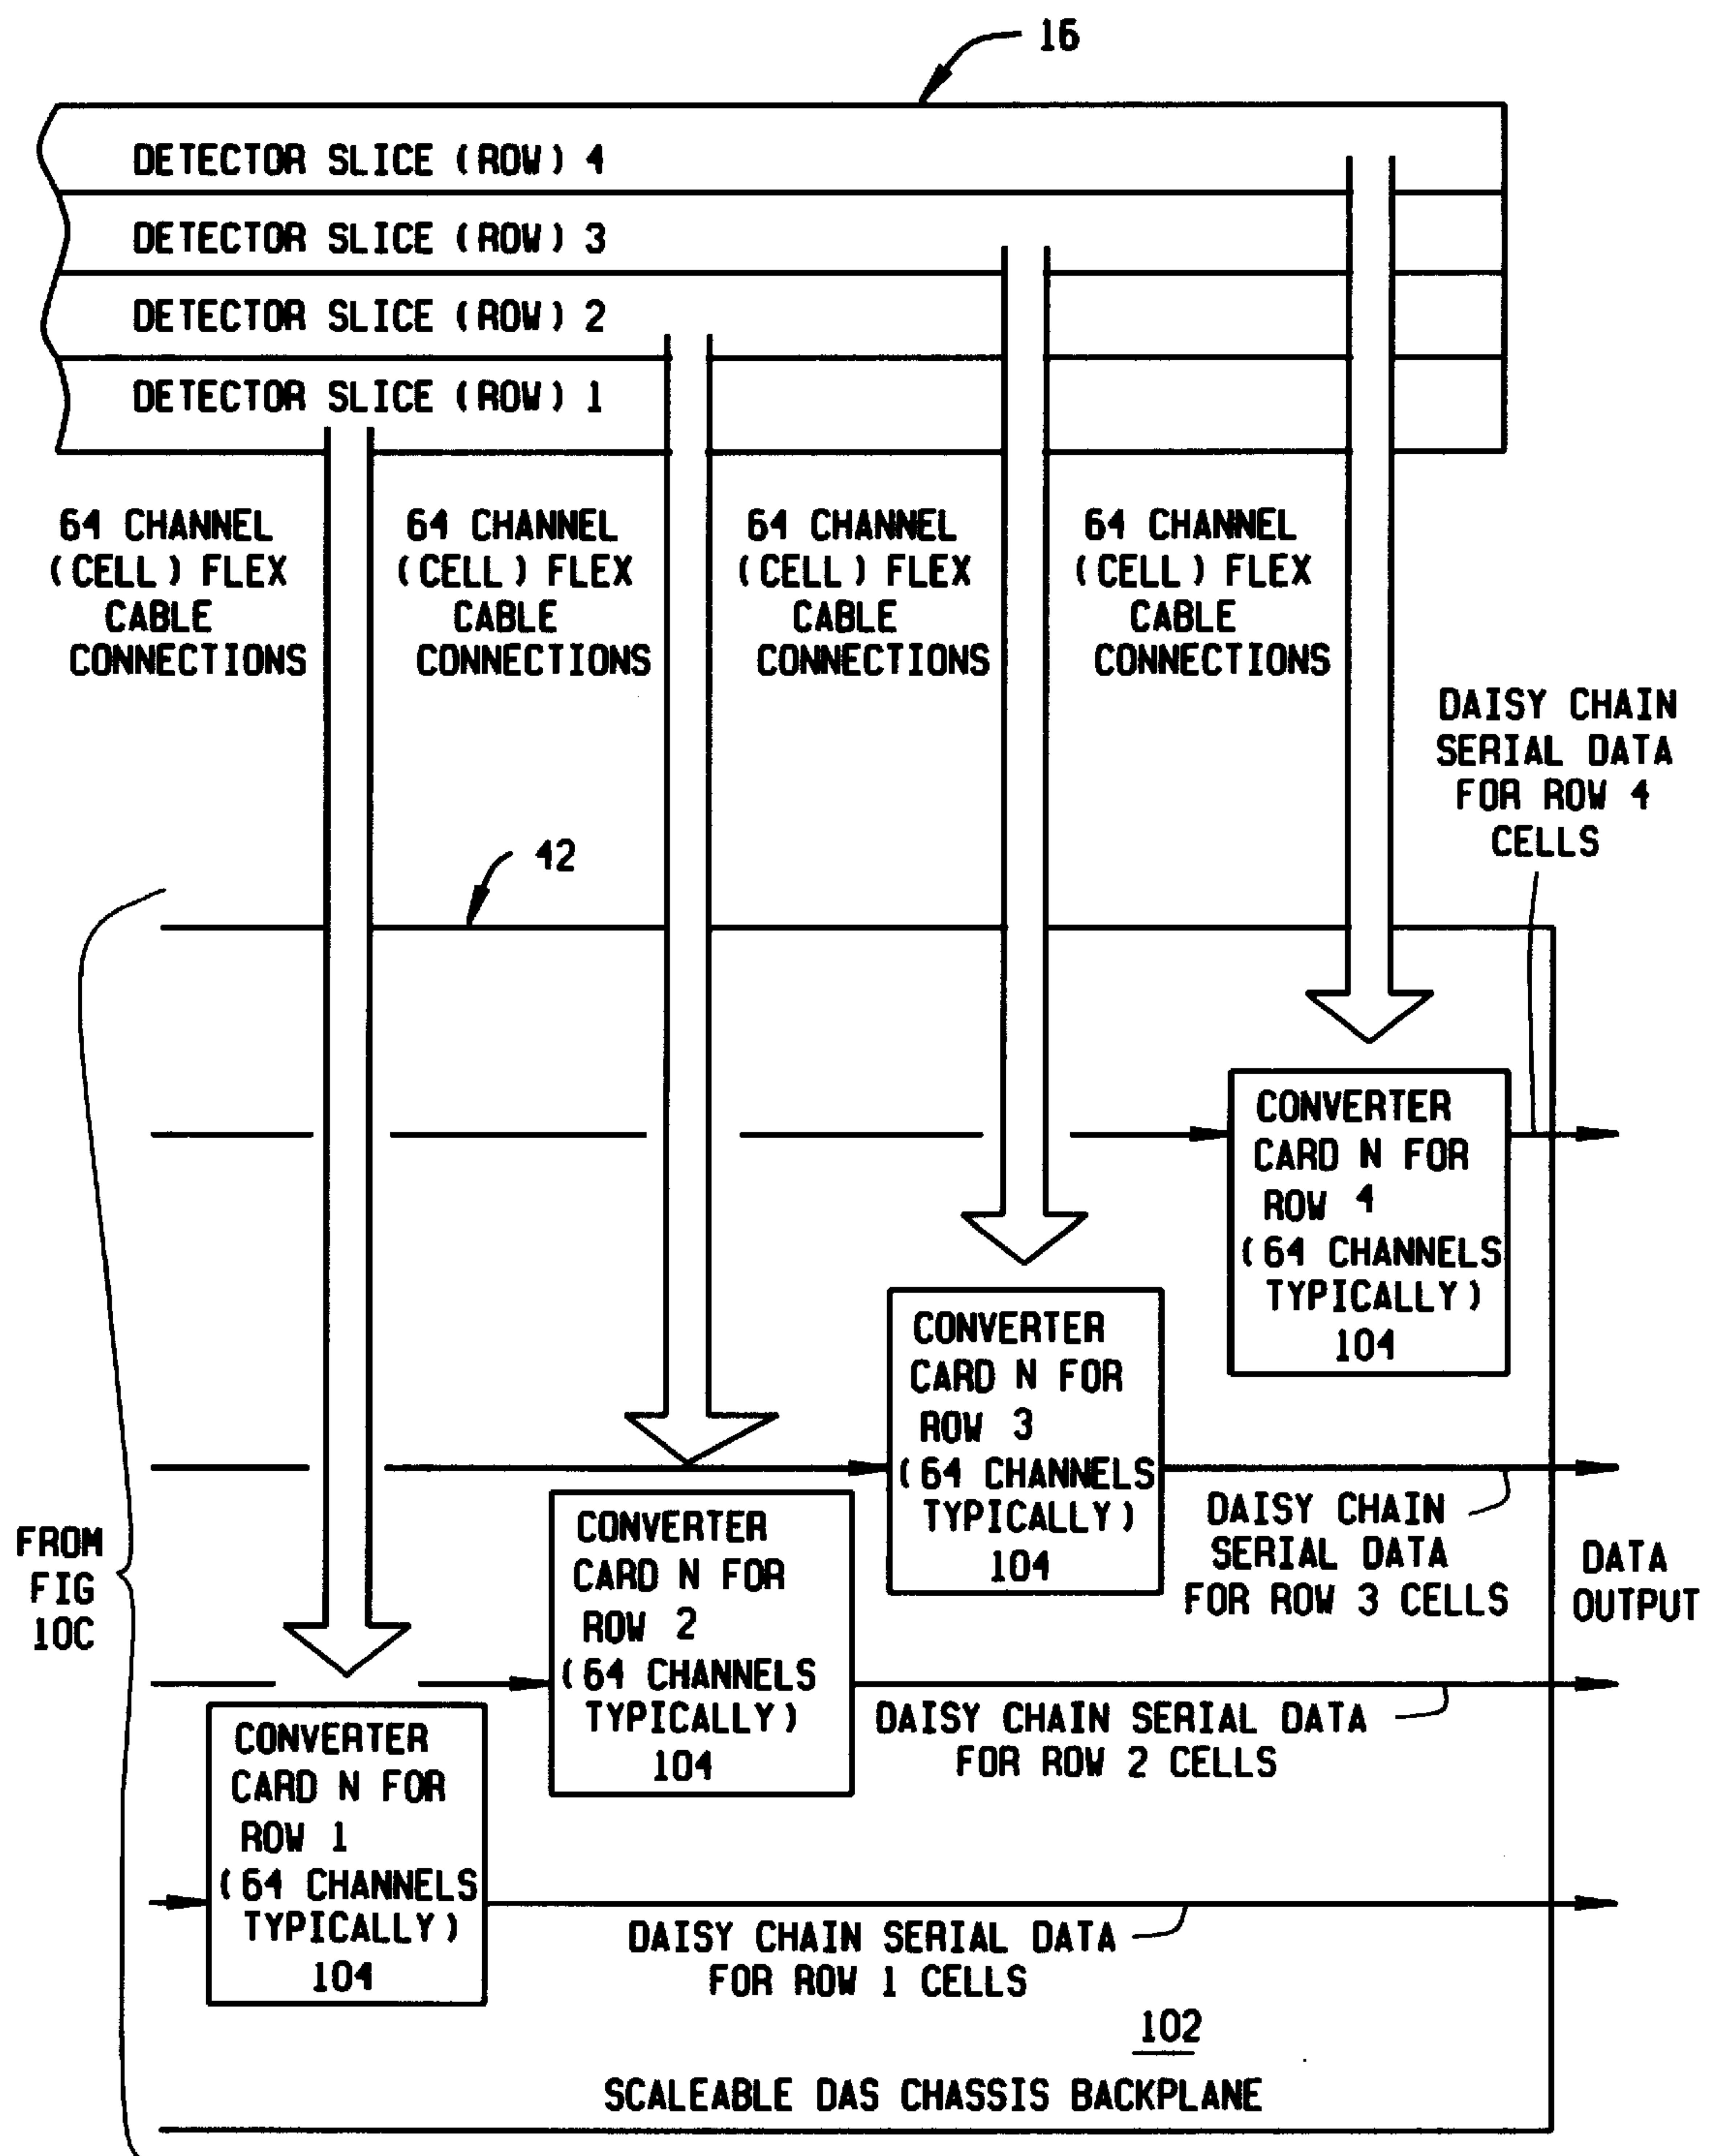 16
DETECTOR SLICE (ROW) 4
DETECTOR SLICE (ROW) 3
DETECTOR SLICE (ROW) 2
DETECTOR SLICE (ROW) 1
64 CHANNEL
(CELL) FLEX
CABLE
CONNECTIONS
64 CHANNEL
(CELL) FLEX
CABLE
CONNECTIONS
64 CHANNEL
(CELL) FLEX
CABLE
CONNECTIONS
64 CHANNEL
(CELL) FLEX
CABLE
CONNECTIONS
DAISY CHAIN
SERIAL DATA
FOR ROW 4
CELLS
42
CONVERTER
CARD N FOR
ROW 4
(64 CHANNELS
TYPICALLY)
104
CONVERTER
CARD N FOR
ROW 3
(64 CHANNELS
TYPICALLY)
104
DAISY CHAIN
SERIAL DATA
FOR ROW 3 CELLS
DATA
OUTPUT
FROM
FIG
10C
CONVERTER
CARD N FOR
ROW 2
(64 CHANNELS
TYPICALLY)
104
DAISY CHAIN SERIAL DATA
FOR ROW 2 CELLS
CONVERTER
CARD N FOR
ROW 1
(64 CHANNELS
TYPICALLY)
104
DAISY CHAIN SERIAL DATA
FOR ROW 1 CELLS
102
SCALEABLE DAS CHASSIS BACKPLANE